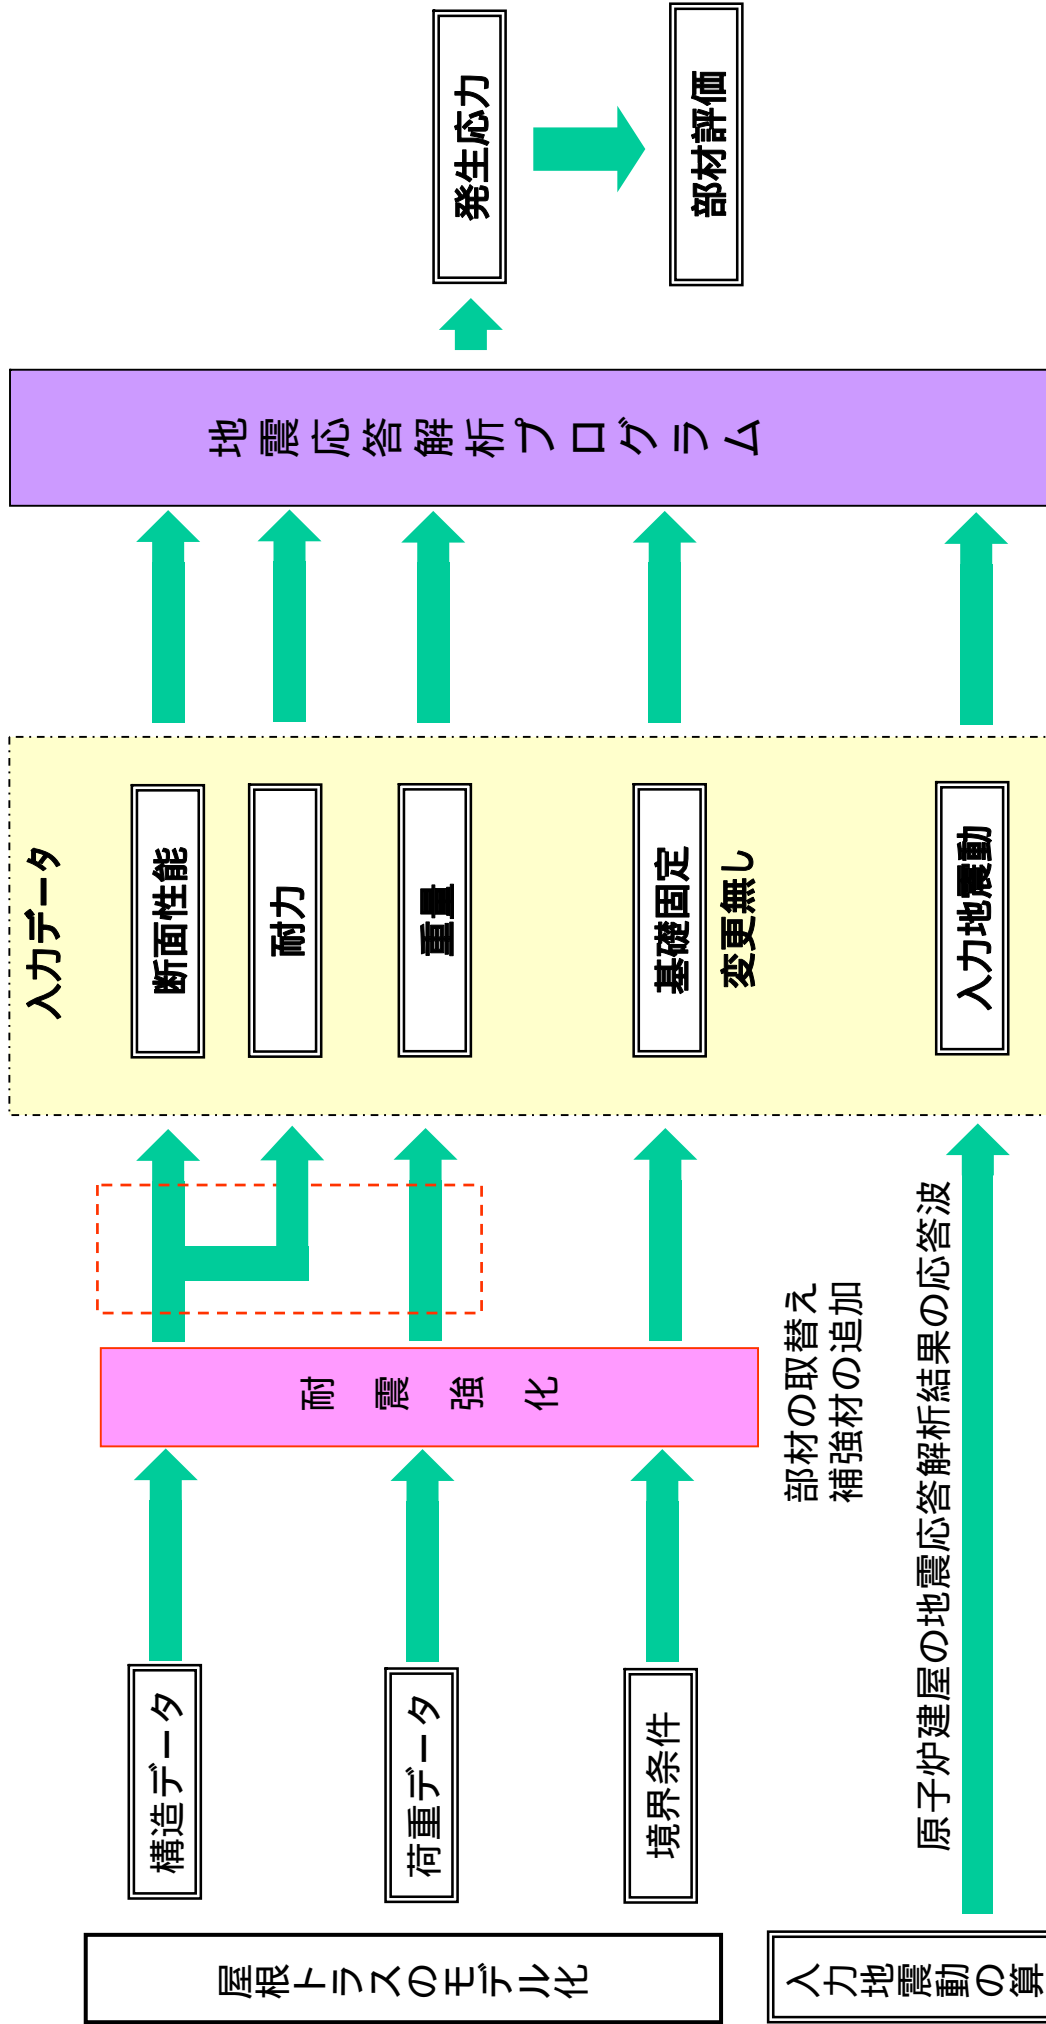 屋根トラスのモデル化
構造データ
荷重データ
境界条件
耐震強化
部材の取替え
補強材の追加
入力データ
断面性能
耐力
重量
基礎固定
変更無し
入力地震動
地震応答解析プログラム
発生応力
部材評価
入力地震動の算
原子炉建屋の地震応答解析結果の応答波